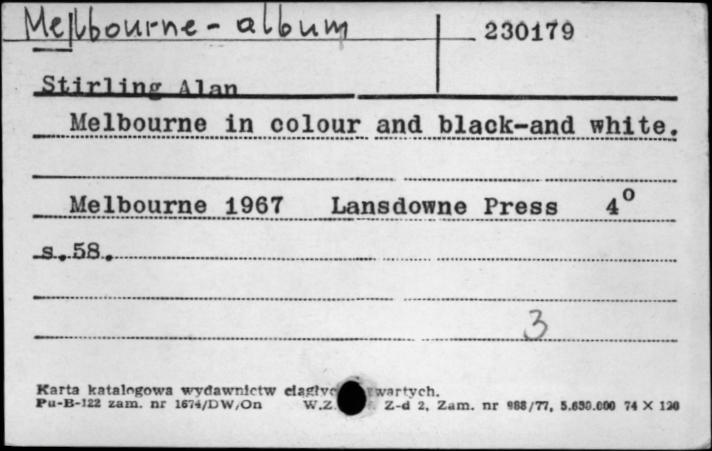 Melbourne - album 230179
Stirling Alan
Melbourne in colour and black-and white.
Melbourne 1967 Lansdowne Press 4°
s. 58.
3
Karta katalogowa wydawnictw wartych.
Pu-B-122 zam. nr 1674/DW/On W.Z. Z-d 2, Zam. nr 988/77, 5.650.000 74 X 120